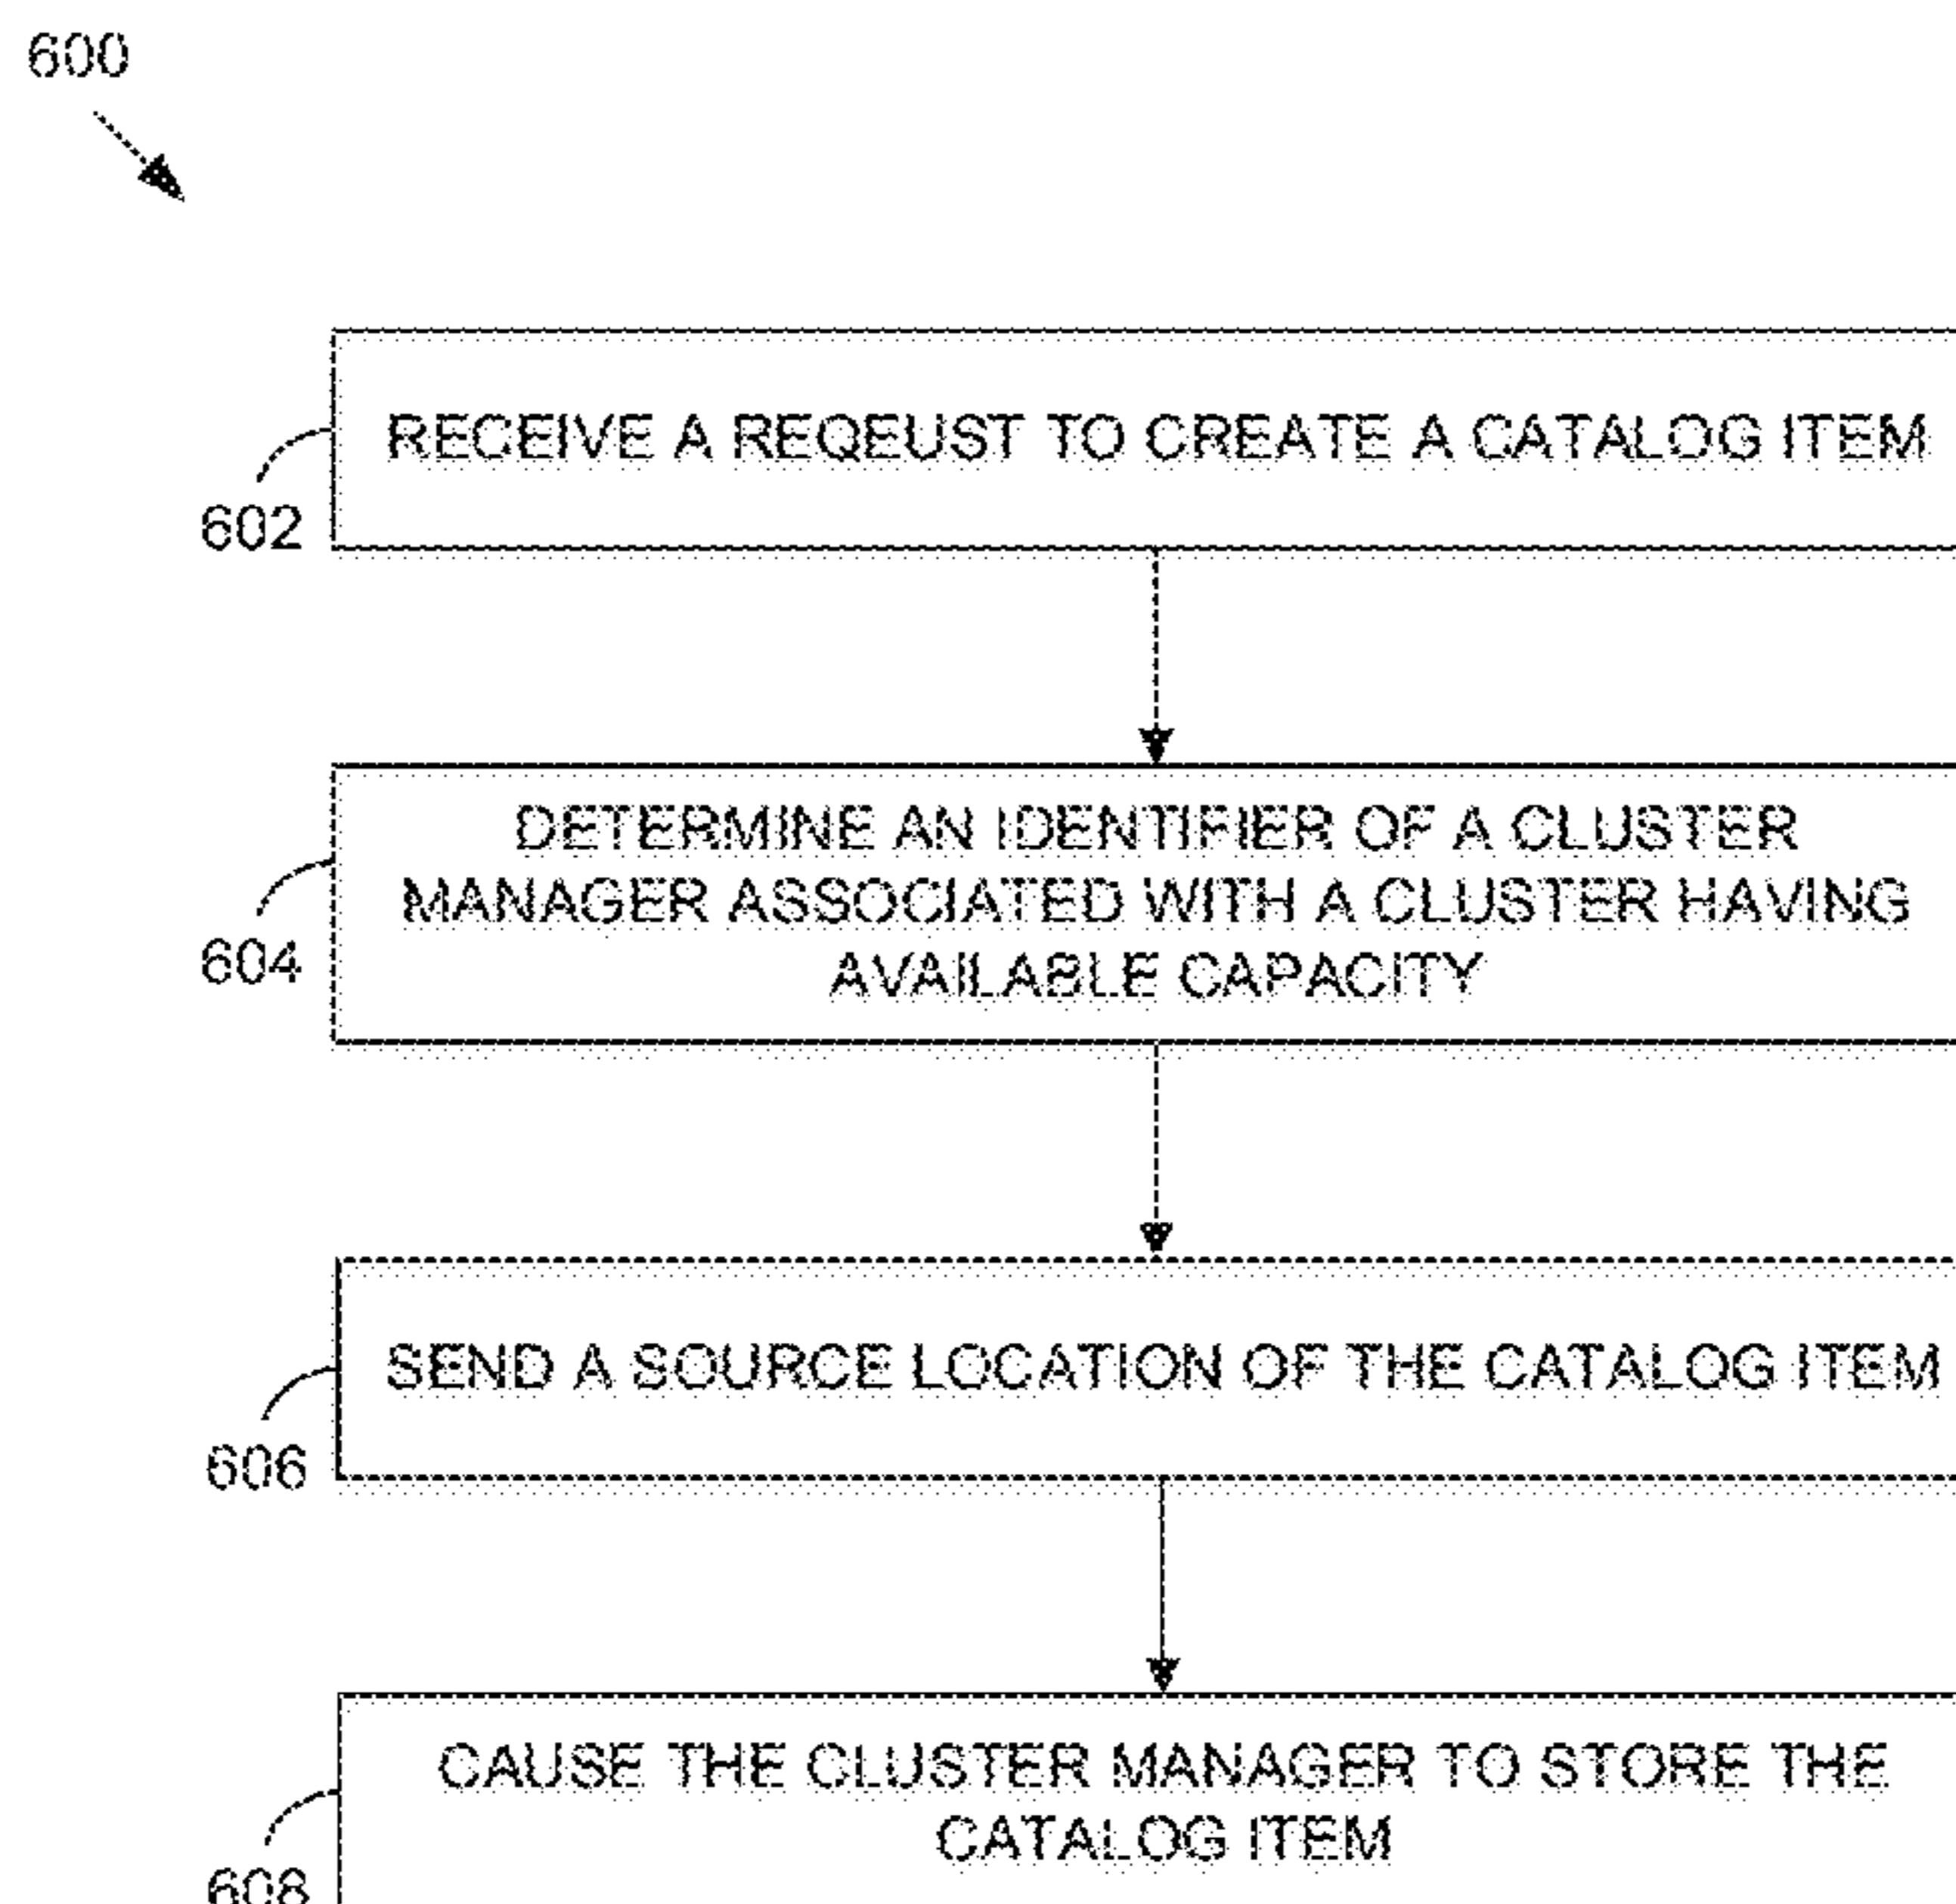 600
RECEIVE A REQEUST TO CREATE A CATALOG ITEM
602
DETERMINE AN IDENTIFIER OF A CLUSTER
MANAGER ASSOCIATED WITH A CLUSTER HAVING
AVAILABLE CAPACITY
604
SEND A SOURCE LOCATION OF THE CATALOG ITEM
606
CAUSE THE CLUSTER MANAGER TO STORE THE
CATALOG ITEM
608